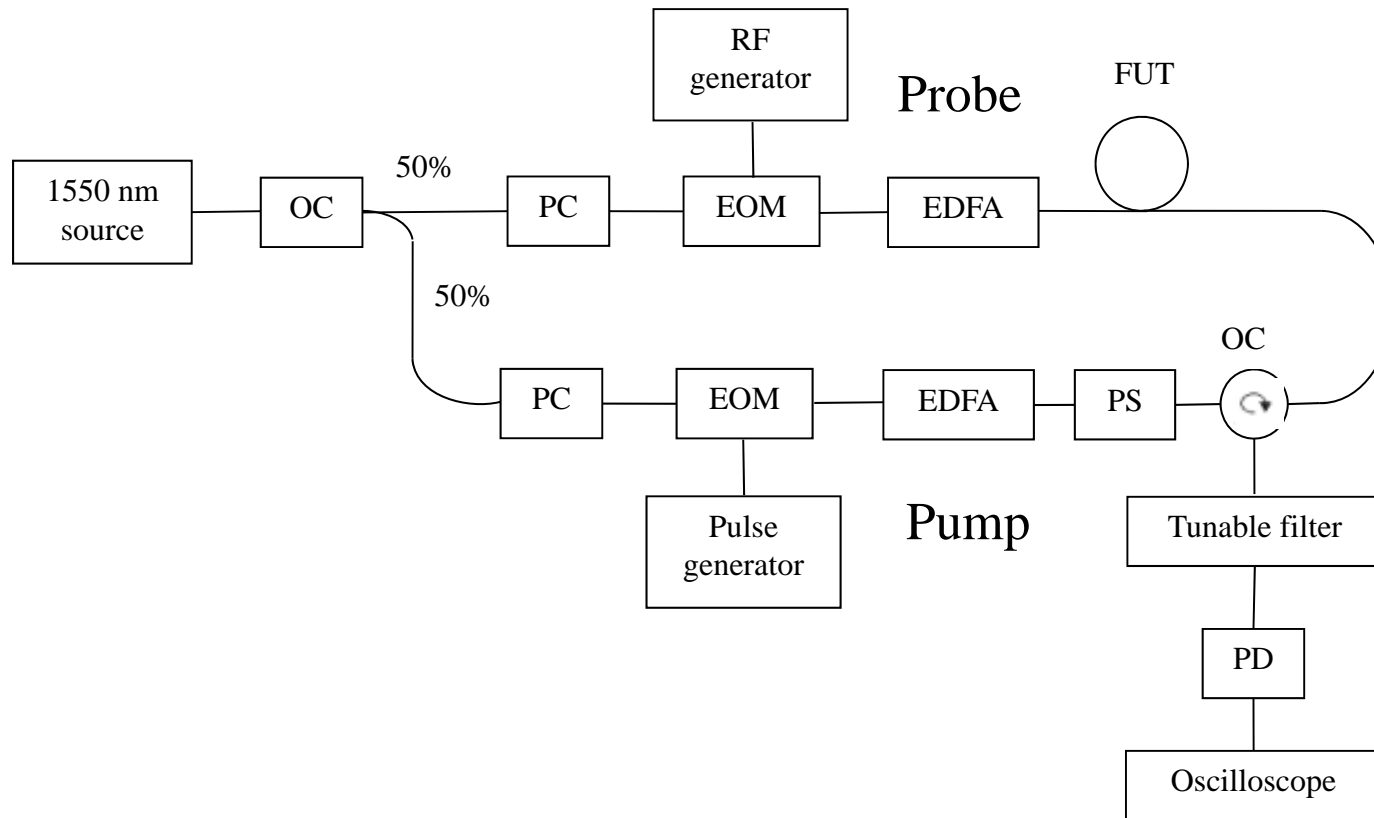 RF
generator
Probe
FUT
1550 nm
source
OC
50%
PC
EOM
EDFA
50%
OC
PC
EOM
EDFA
PS
Pulse
generator
Pump
Tunable filter
PD
Oscilloscope